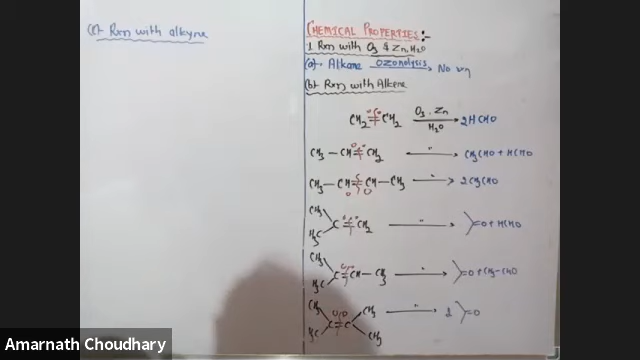 (c)- Rxn with alkyne
CHEMICAL PROPERTIES:-
1 Rxn with O3 & Zn, H2O
(a)- Alkane ozonolysis → No rxn
(b)- Rxn with Alkene
CH2=CH2 O3, Zn H2O → 2HCHO
CH3-CH=CH2 " → CH3CHO + HCHO
CH3-CH=CH-CH3 " → 2CH3CHO
CH3 H3C C=CH2 " → =O + HCHO
CH3 H3C C=CH-CH3 " → =O + CH3-CHO
CH3 H3C C=C CH3 CH3 " → 2 =O
Amarnath Choudhary